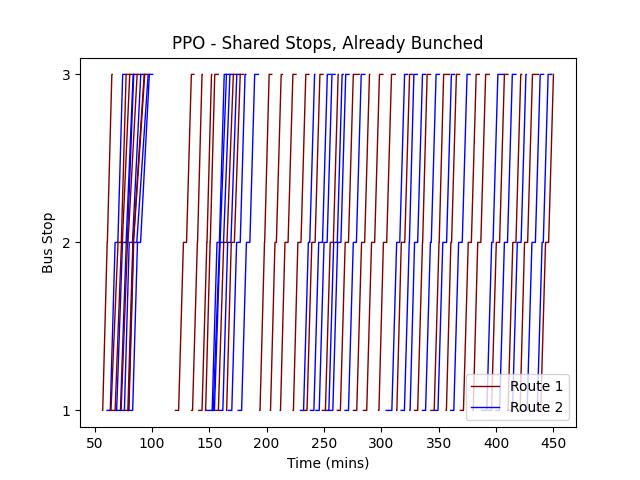 PPO - Shared Stops, Already Bunched
Bus Stop
3
2
1
50 100 150 200 250 300 350 400 450
Time (mins)
Route 1
Route 2